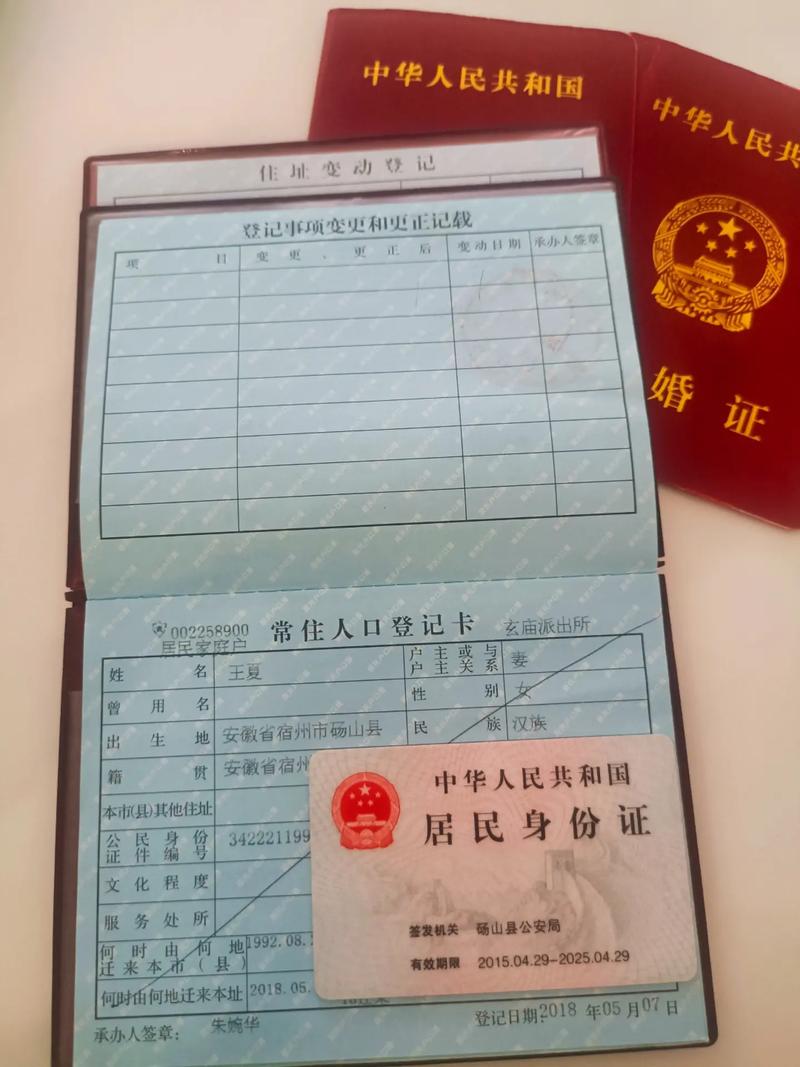 中华人民共和国
中华人民共
婚证
住址变动登记
登记事项变更和更正记载
项目 变更、更正后 变动日期 承办人签章
002258900 常住人口登记卡 玄庙派出所
居民家庭户
姓名 王夏 户主或与户主关系 妻
曾用名 性别 女
出生地 安徽省宿州市砀山县 民族 汉族
籍贯 安徽省宿州
本市(县)其他住址
公民身份证件编号 342221199
文化程度
服务处所
何时由何地迁来本市(县) 1992.08.
何时由何地迁来本址 2018.05.
承办人签章: 朱婉华
登记日期:2018年05月07日
中华人民共和国
居民身份证
签发机关 砀山县公安局
有效期限 2015.04.29-2025.04.29